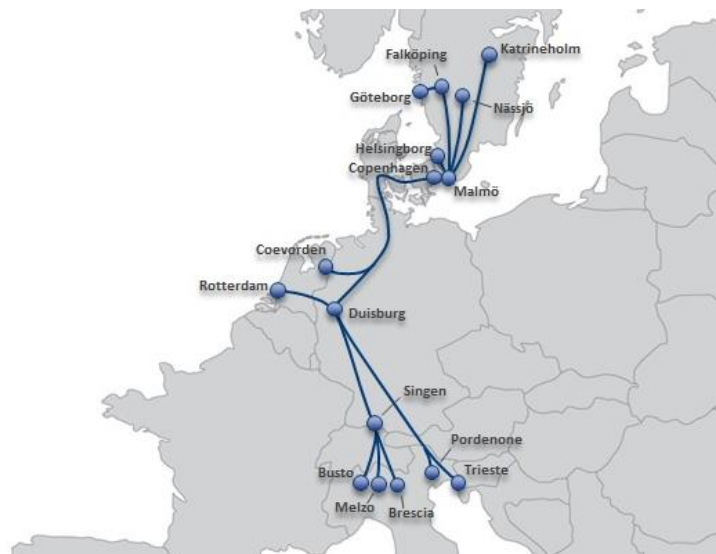 Falköping
Katrineholm
Göteborg
Nässjö
Helsingborg
Copenhagen
Malmö
Coevorden
Rotterdam
Duisburg
Singen
Pordenone
Busto
Trieste
Melzo
Brescia